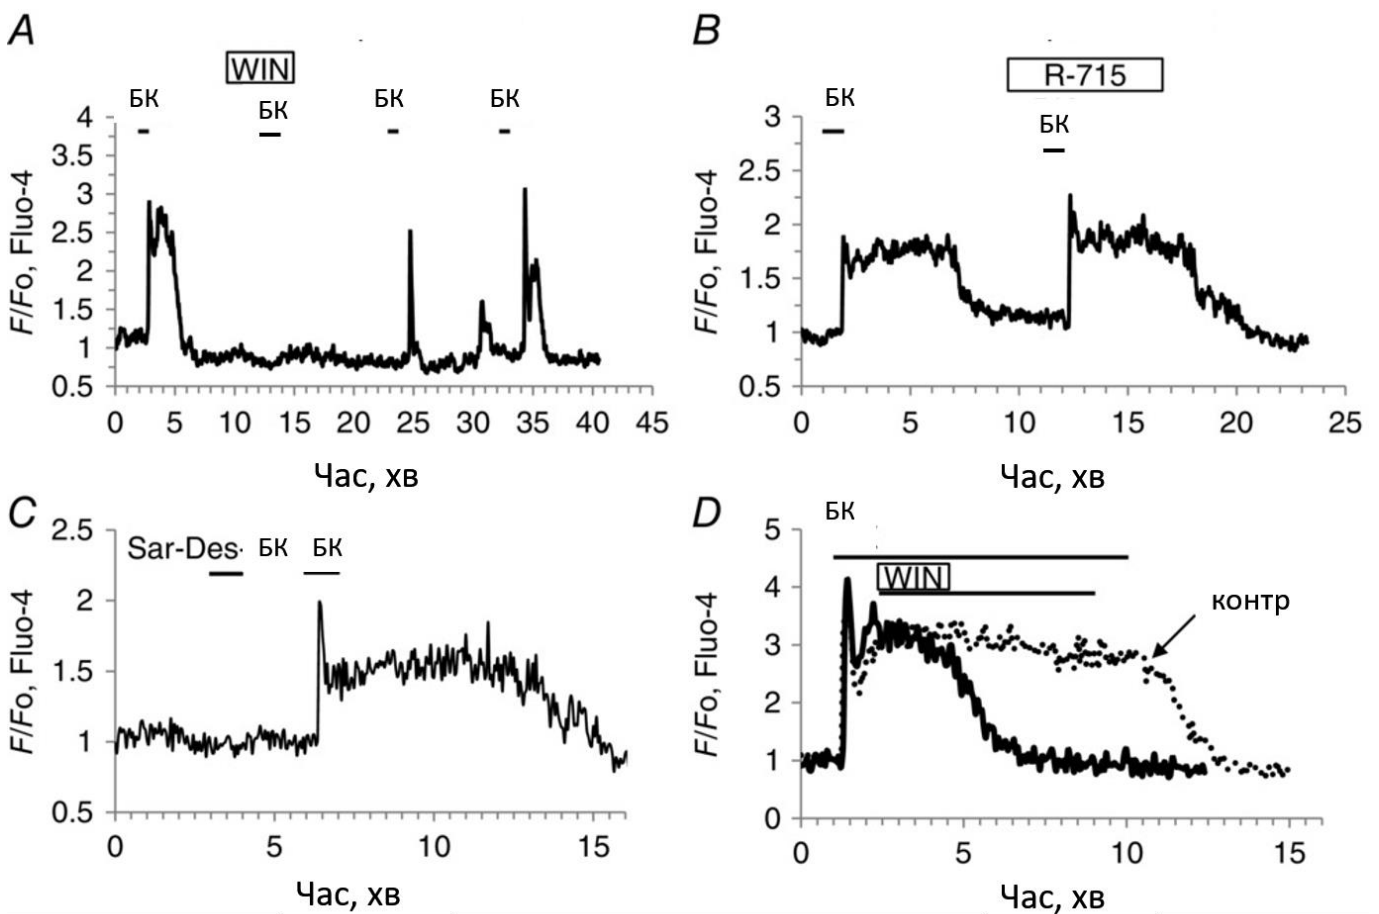 A
WIN
БК
БК
БК
БК
4
3.5
3
2.5
2
1.5
1
0.5
F/Fo, Fluo-4
0 5 10 15 20 25 30 35 40 45
Час, хв
B
R-715
БК
БК
3
2.5
2
1.5
1
0.5
F/Fo, Fluo-4
0 5 10 15 20 25
Час, хв
C
Sar-Des- БК БК
2.5
2
1.5
1
0.5
F/Fo, Fluo-4
0 5 10 15
Час, хв
D
БК
WIN
контр
5
4
3
2
1
0
F/Fo, Fluo-4
0 5 10 15
Час, хв